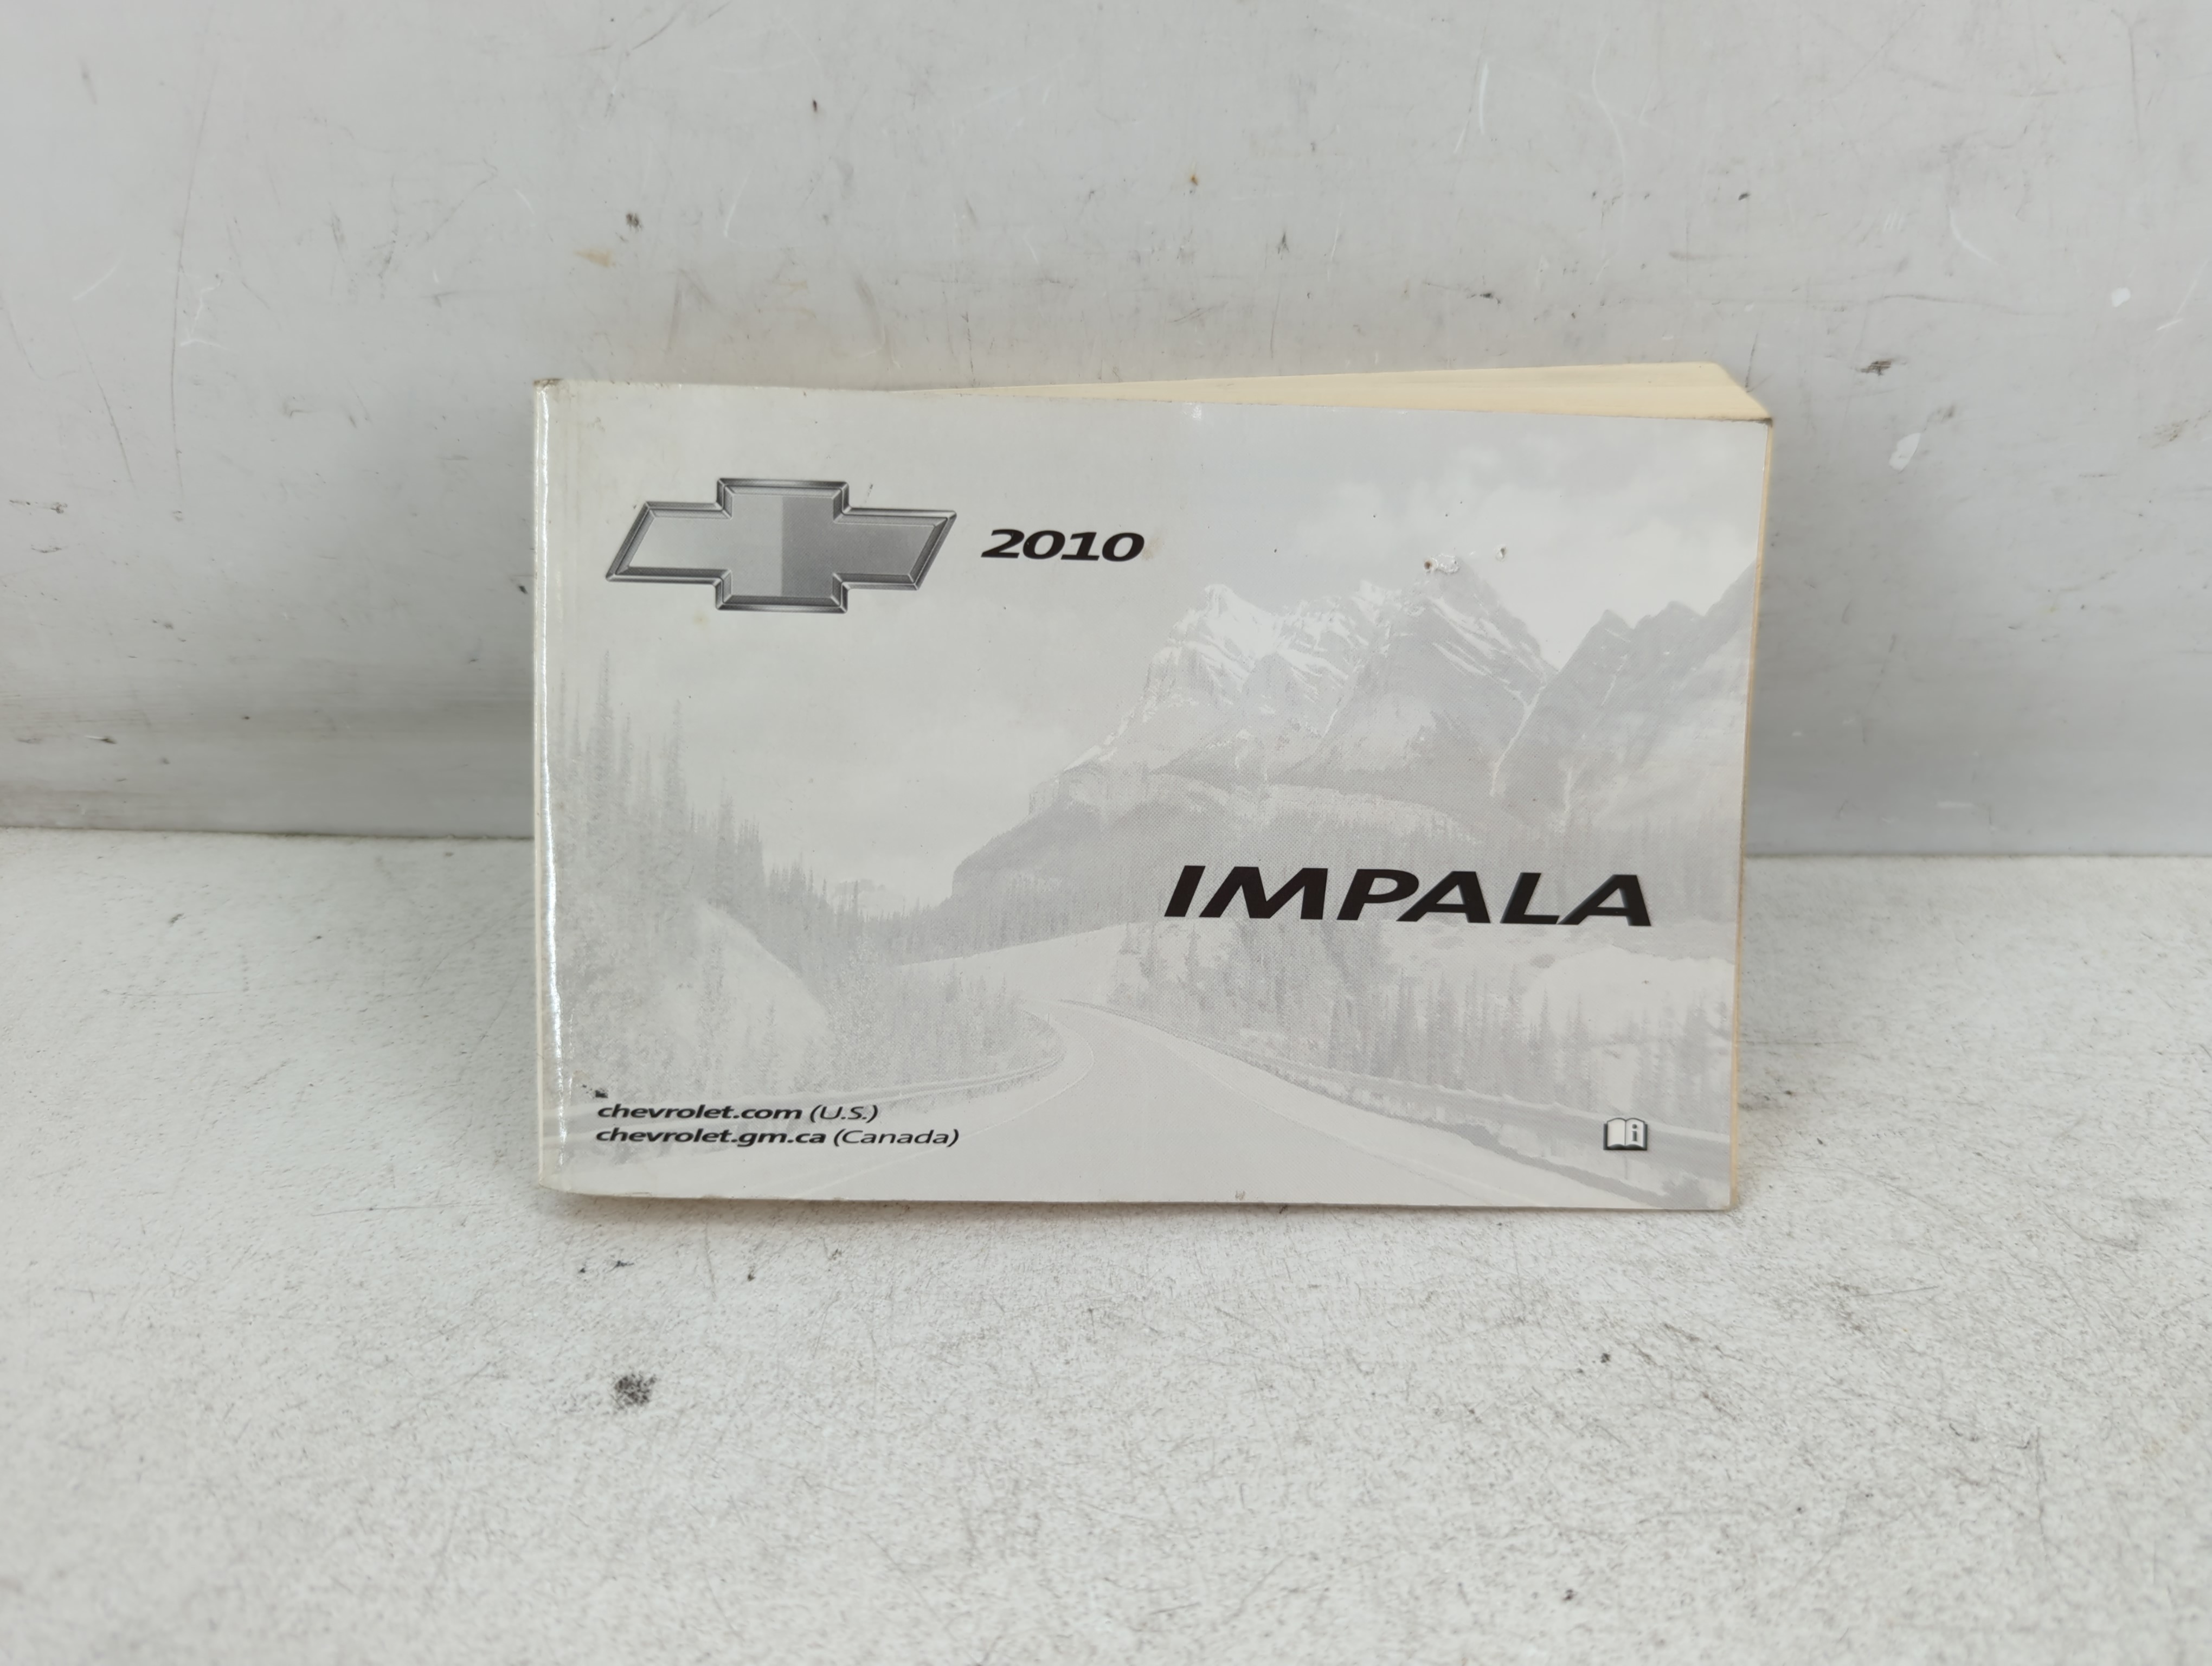 2010
IMPALA
chevrolet.com (U.S.)
chevrolet.gm.ca (Canada)
i